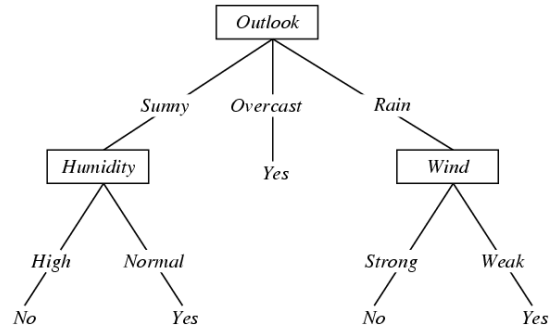 Outlook
Sunny Overcast Rain
Humidity Yes Wind
High Normal Strong Weak
No Yes No Yes